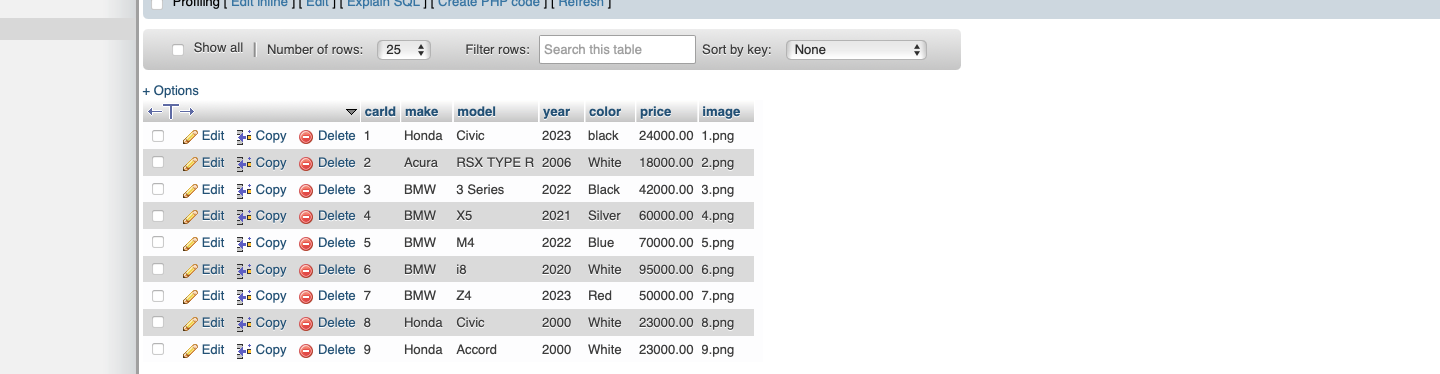 Profiling [ Edit inline ] [ Edit ] [ Explain SQL ] [ Create PHP code ] [ Refresh ]
Show all | Number of rows: 25 Filter rows: Search this table Sort by key: None
+ Options
←T→ carId make model year color price image
Edit Copy Delete 1 Honda Civic 2023 black 24000.00 1.png
Edit Copy Delete 2 Acura RSX TYPE R 2006 White 18000.00 2.png
Edit Copy Delete 3 BMW 3 Series 2022 Black 42000.00 3.png
Edit Copy Delete 4 BMW X5 2021 Silver 60000.00 4.png
Edit Copy Delete 5 BMW M4 2022 Blue 70000.00 5.png
Edit Copy Delete 6 BMW i8 2020 White 95000.00 6.png
Edit Copy Delete 7 BMW Z4 2023 Red 50000.00 7.png
Edit Copy Delete 8 Honda Civic 2000 White 23000.00 8.png
Edit Copy Delete 9 Honda Accord 2000 White 23000.00 9.png